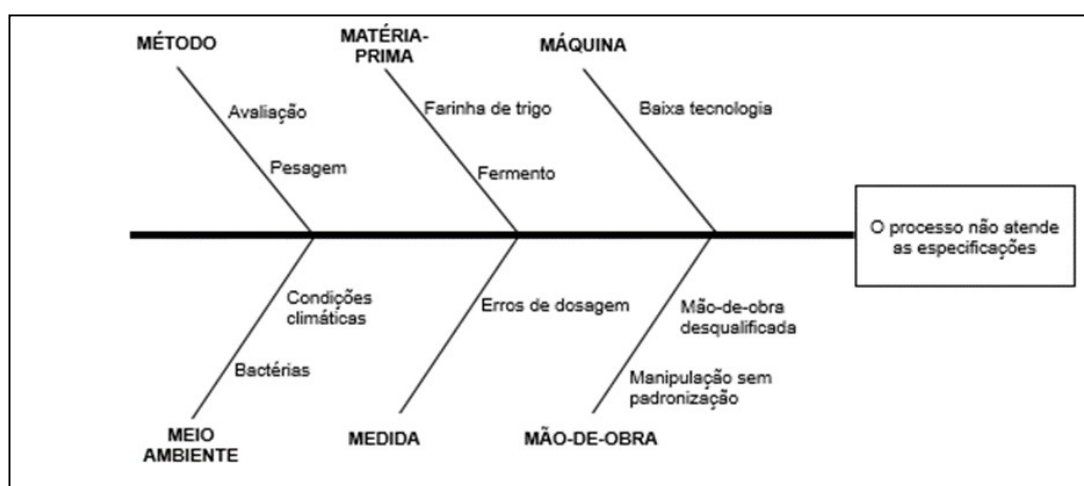 MÉTODO
MATÉRIA-
PRIMA
MÁQUINA
Avaliação
Pesagem
Farinha de trigo
Fermento
Baixa tecnologia
O processo não atende
as especificações
Condições
climáticas
Bactérias
Erros de dosagem
Mão-de-obra
desqualificada
Manipulação sem
padronização
MEIO
AMBIENTE
MEDIDA
MÃO-DE-OBRA